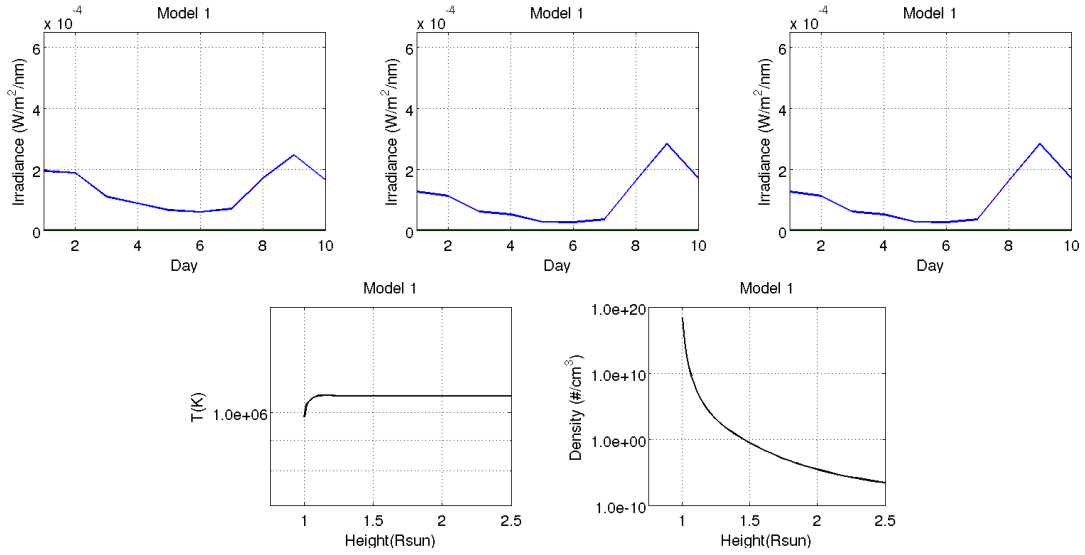 x 10^-4
Model 1
Irradiance (W/m^2/nm)
6
4
2
0
2 4 6 8 10
Day
x 10^-4
Model 1
Irradiance (W/m^2/nm)
6
4
2
0
2 4 6 8 10
Day
x 10^-4
Model 1
Irradiance (W/m^2/nm)
6
4
2
0
2 4 6 8 10
Day
Model 1
T(K)
1.0e+06
1 1.5 2 2.5
Height(Rsun)
Model 1
Density (#/cm^3)
1.0e+20
1.0e+10
1.0e+00
1.0e-10
1 1.5 2 2.5
Height(Rsun)